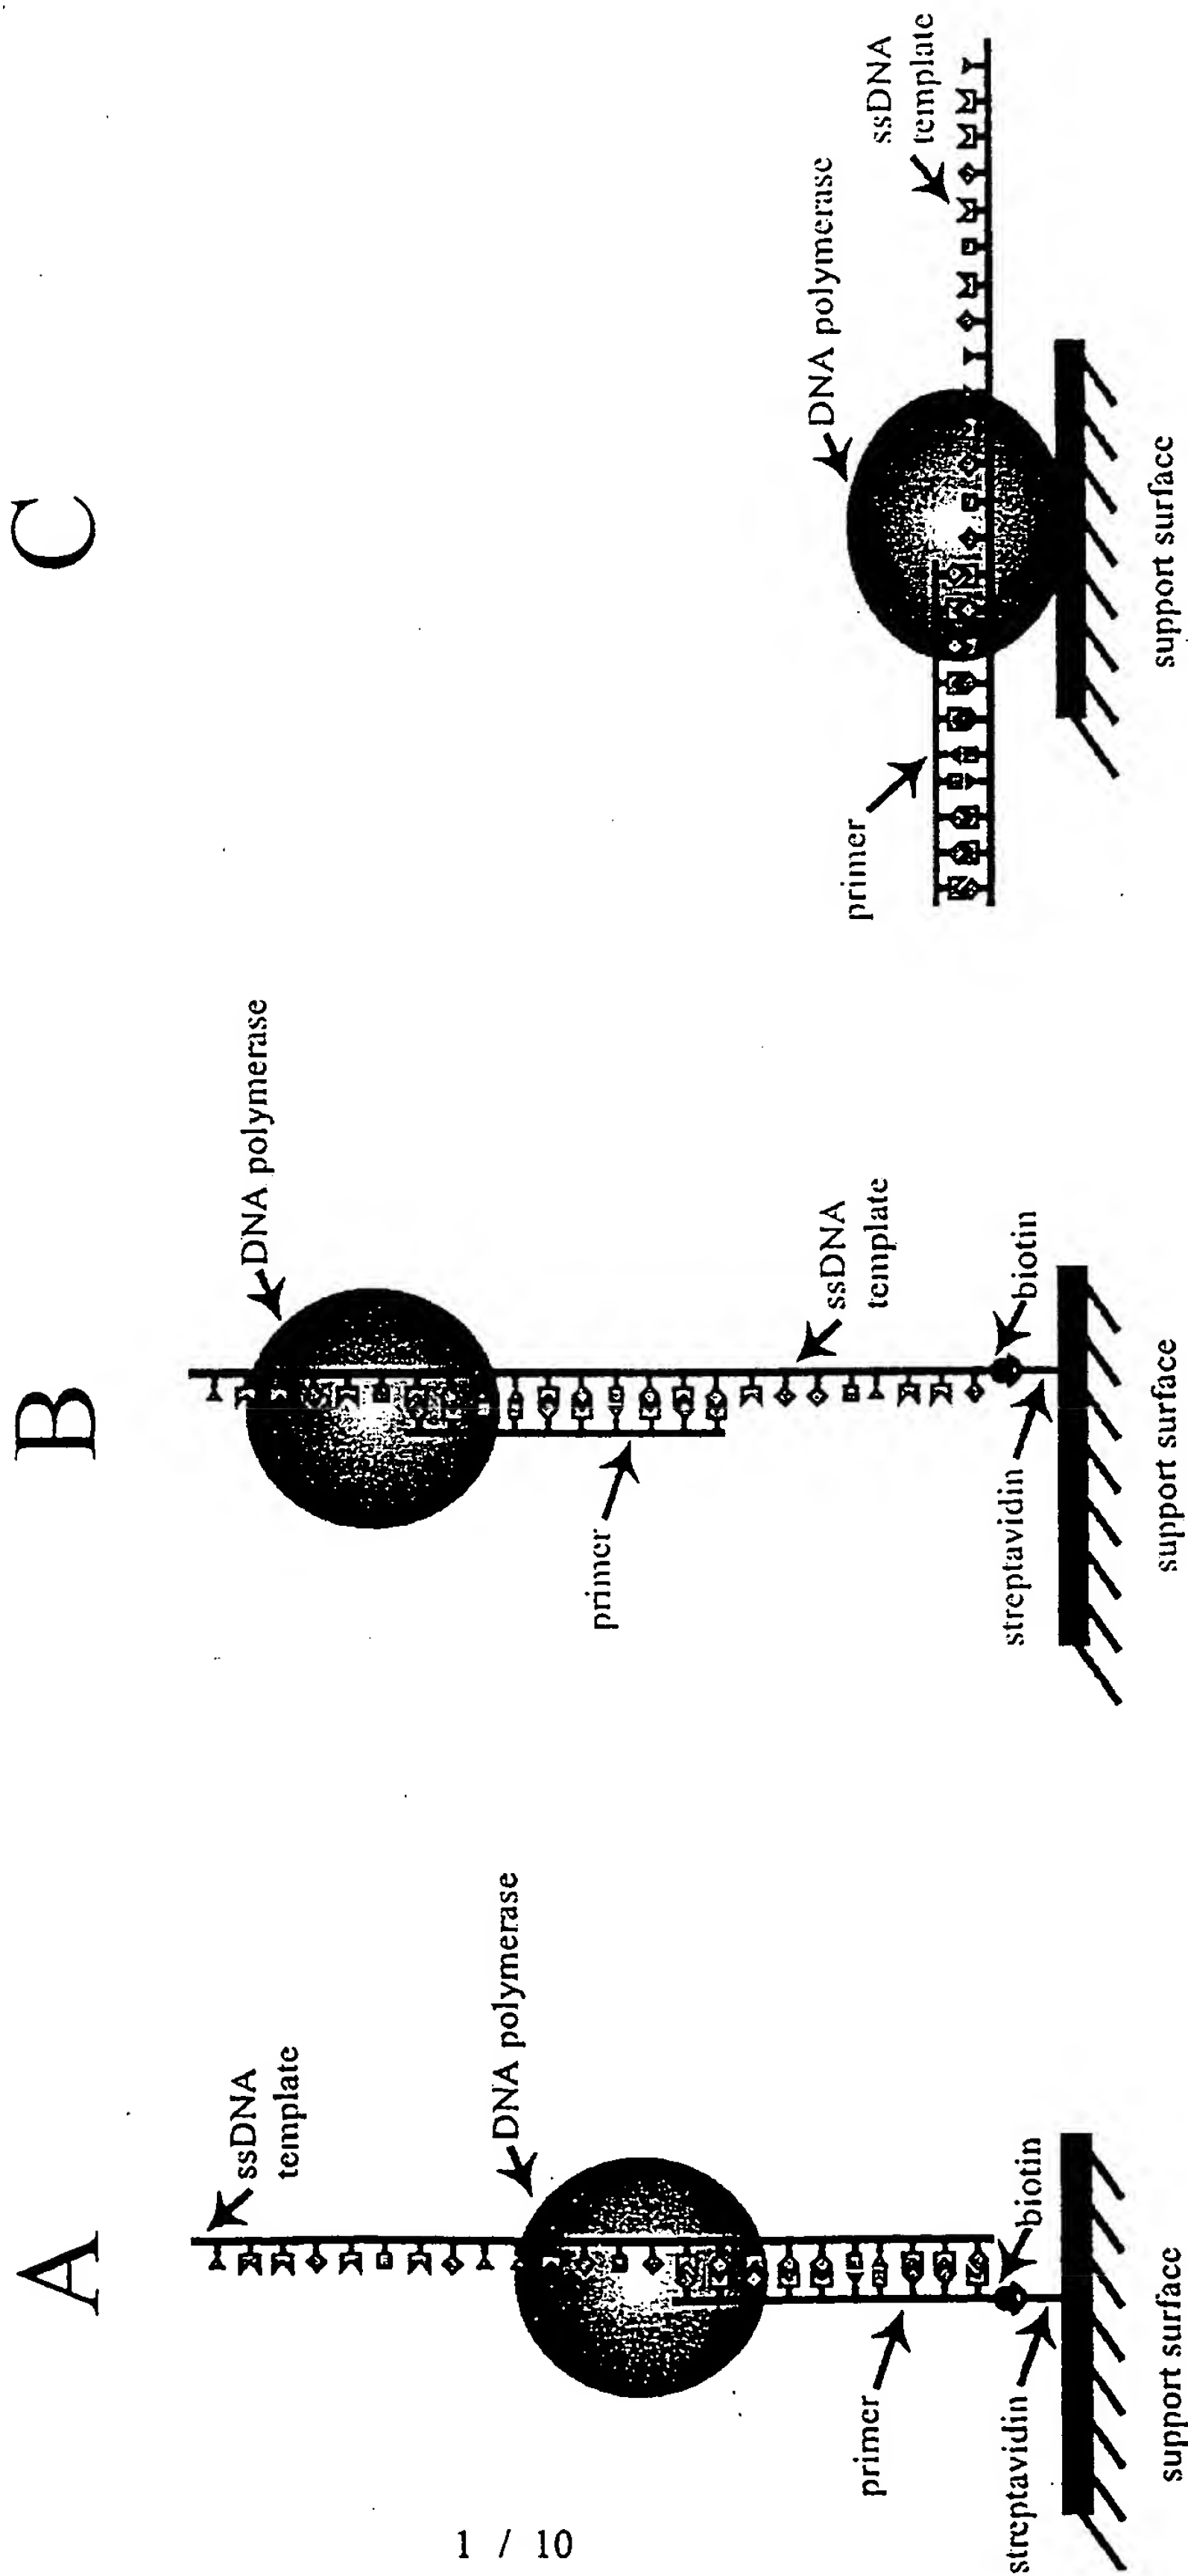 A
ssDNA
template
DNA polymerase
primer
biotin
streptavidin
support surface
B
DNA polymerase
ssDNA
template
primer
biotin
streptavidin
support surface
C
ssDNA
template
DNA polymerase
primer
support surface
1 / 10